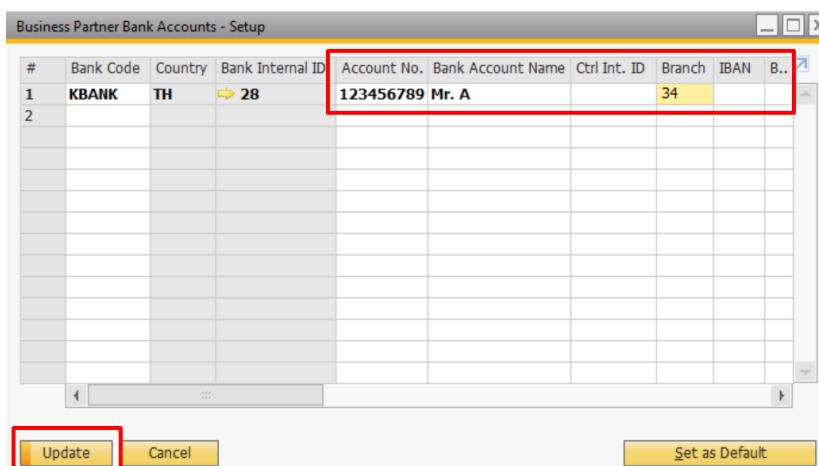 Business Partner Bank Accounts - Setup
# Bank Code Country Bank Internal ID Account No. Bank Account Name Ctrl Int. ID Branch IBAN B..
1 KBANK TH 28 123456789 Mr. A 34
2
Update Cancel Set as Default